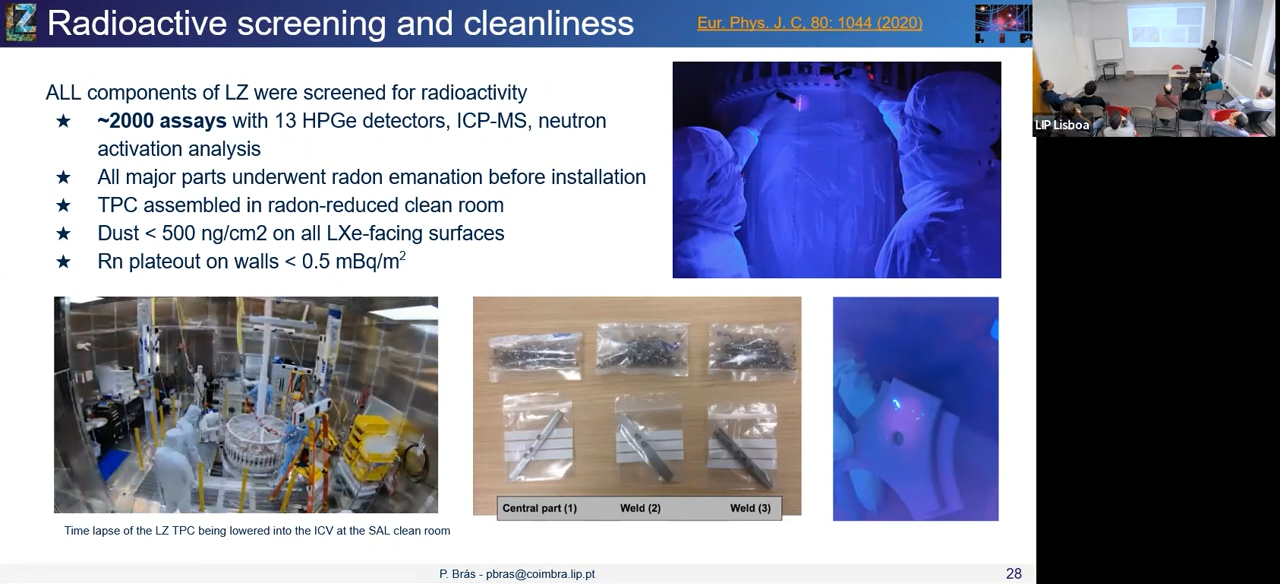 LZ Radioactive screening and cleanliness
Eur. Phys. J. C, 80: 1044 (2020)
LIP Lisboa
ALL components of LZ were screened for radioactivity
★ ~2000 assays with 13 HPGe detectors, ICP-MS, neutron
activation analysis
★ All major parts underwent radon emanation before installation
★ TPC assembled in radon-reduced clean room
★ Dust < 500 ng/cm2 on all LXe-facing surfaces
★ Rn plateout on walls < 0.5 mBq/m²
Central part (1) Weld (2) Weld (3)
Time lapse of the LZ TPC being lowered into the ICV at the SAL clean room
P. Brás - pbras@coimbra.lip.pt
28